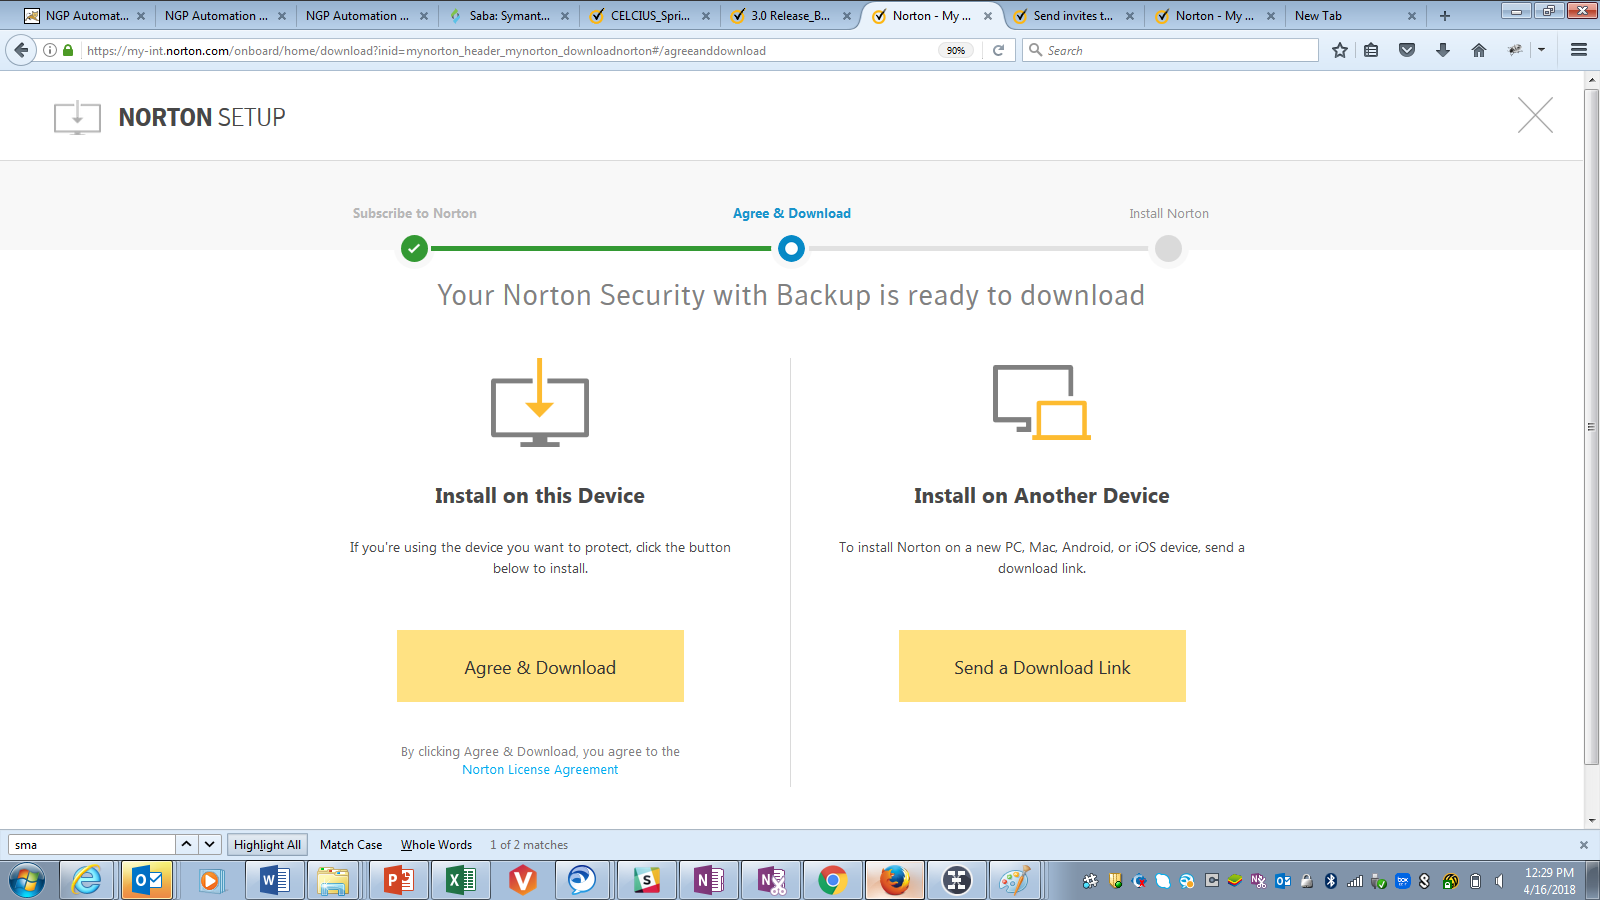 NGP Automat...
NGP Automation ...
NGP Automation ...
Saba: Symant...
CELCIUS_Spri...
3.0 Release_B...
Norton - My ...
Send invites t...
Norton - My ...
New Tab
https://my-int.norton.com/onboard/home/download?inid=mynorton_header_mynorton_downloadnorton#/agreeanddownload
90%
Search
NORTON SETUP
Subscribe to Norton
Agree & Download
Install Norton
Your Norton Security with Backup is ready to download
Install on this Device
If you're using the device you want to protect, click the button
below to install.
Agree & Download
By clicking Agree & Download, you agree to the
Norton License Agreement
Install on Another Device
To install Norton on a new PC, Mac, Android, or iOS device, send a
download link.
Send a Download Link
sma
Highlight All
Match Case
Whole Words
1 of 2 matches
12:29 PM
4/16/2018